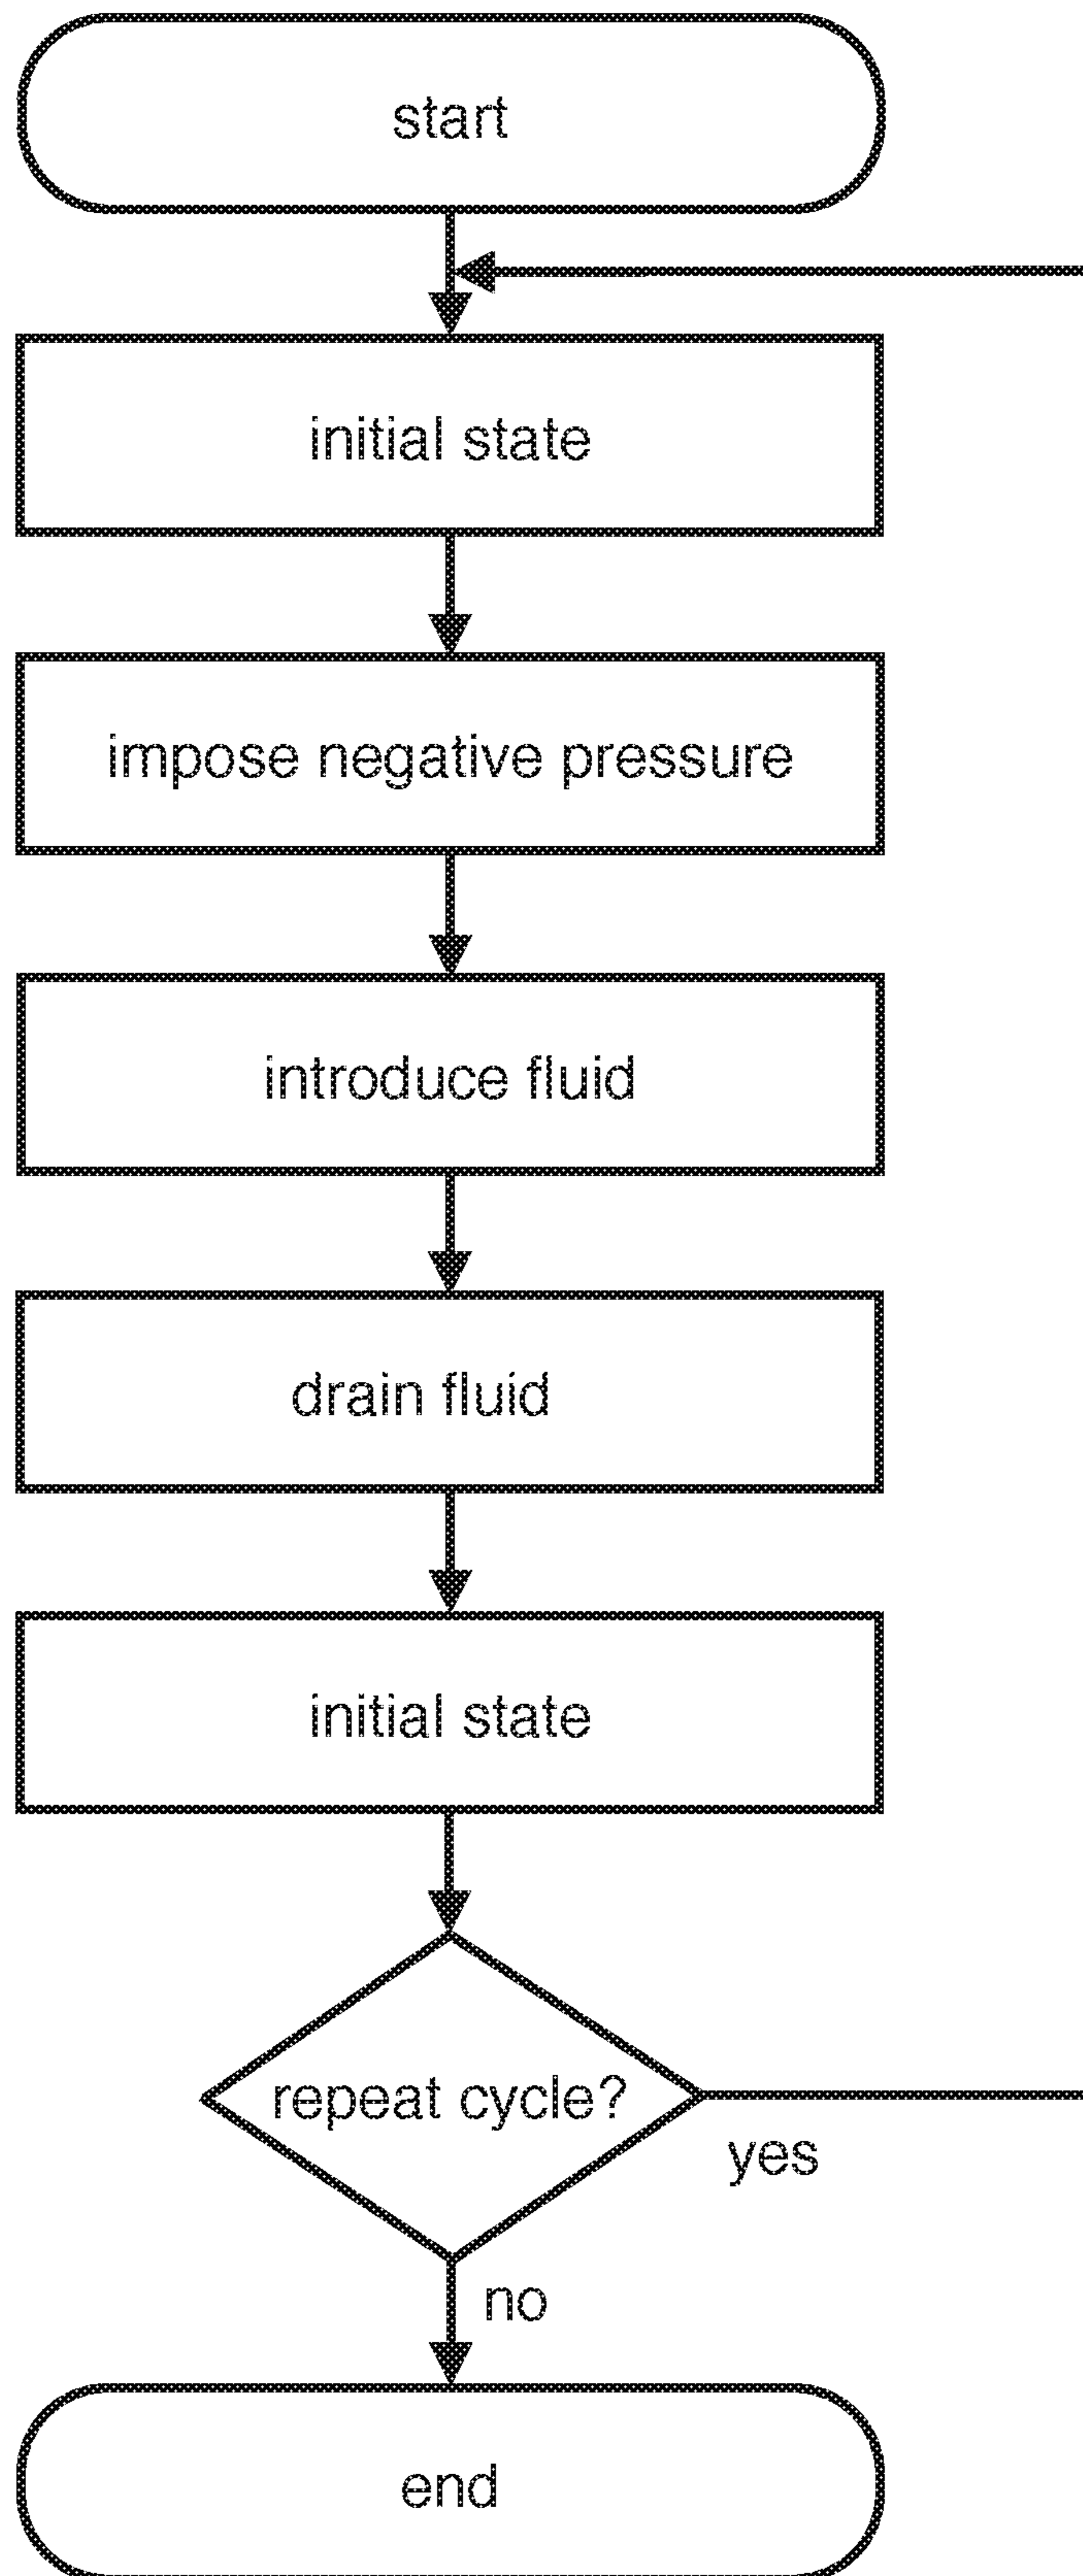 start
initial state
impose negative pressure
introduce fluid
drain fluid
initial state
repeat cycle?
yes
no
end